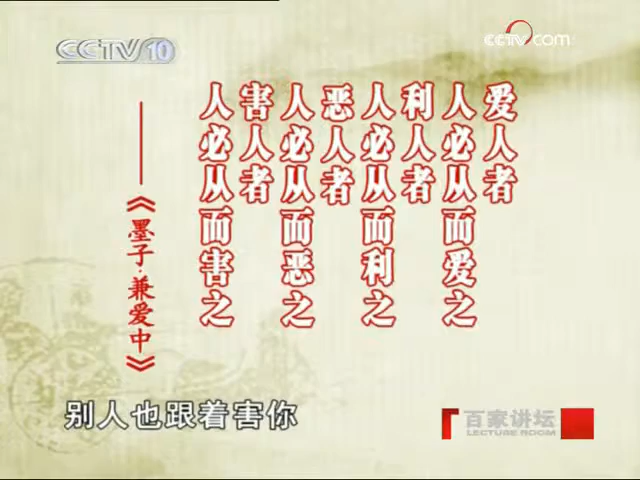 CCTV 10
CCTV.com
爱人者
人必从而爱之
利人者
人必从而利之
恶人者
人必从而恶之
害人者
人必从而害之
——《墨子·兼爱中》
别人也跟着害你
百家讲坛
LECTURE ROOM